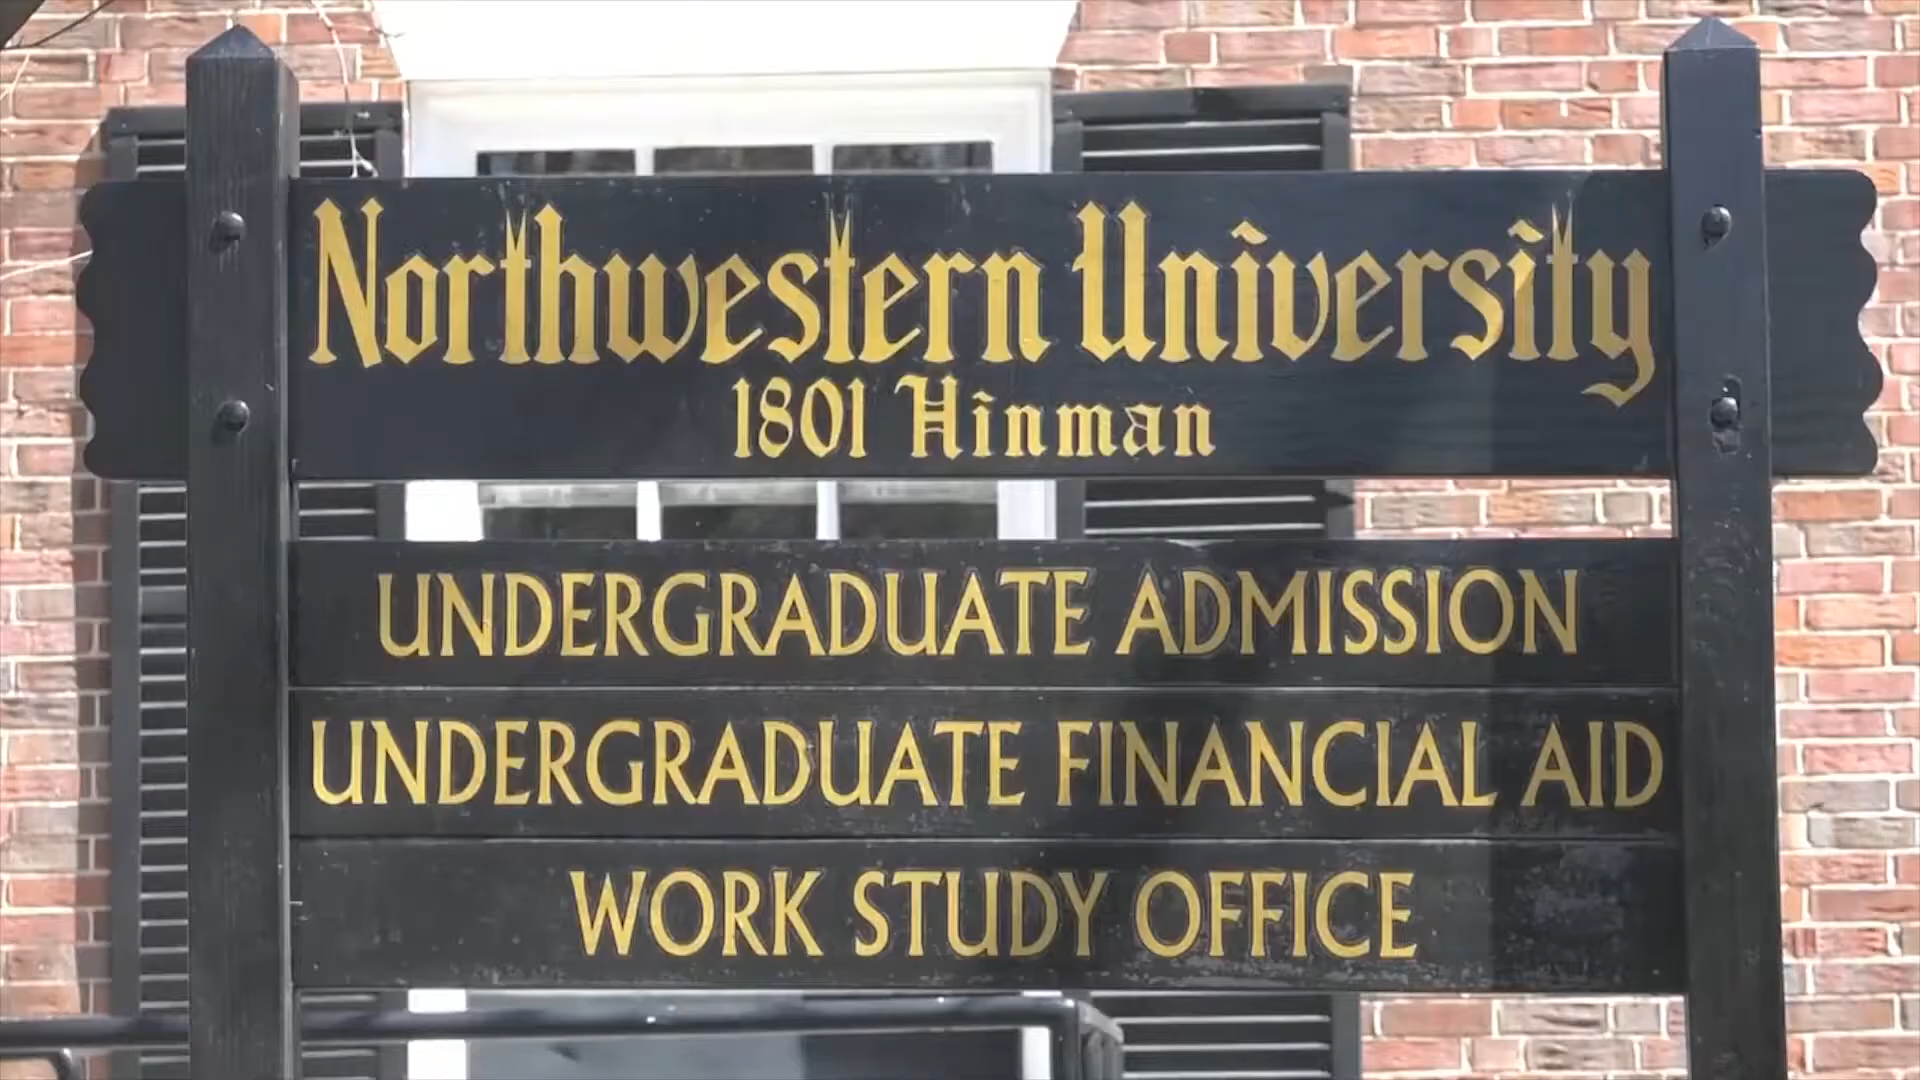 Northwestern University
1801 Hinman
UNDERGRADUATE ADMISSION
UNDERGRADUATE FINANCIAL AID
WORK STUDY OFFICE